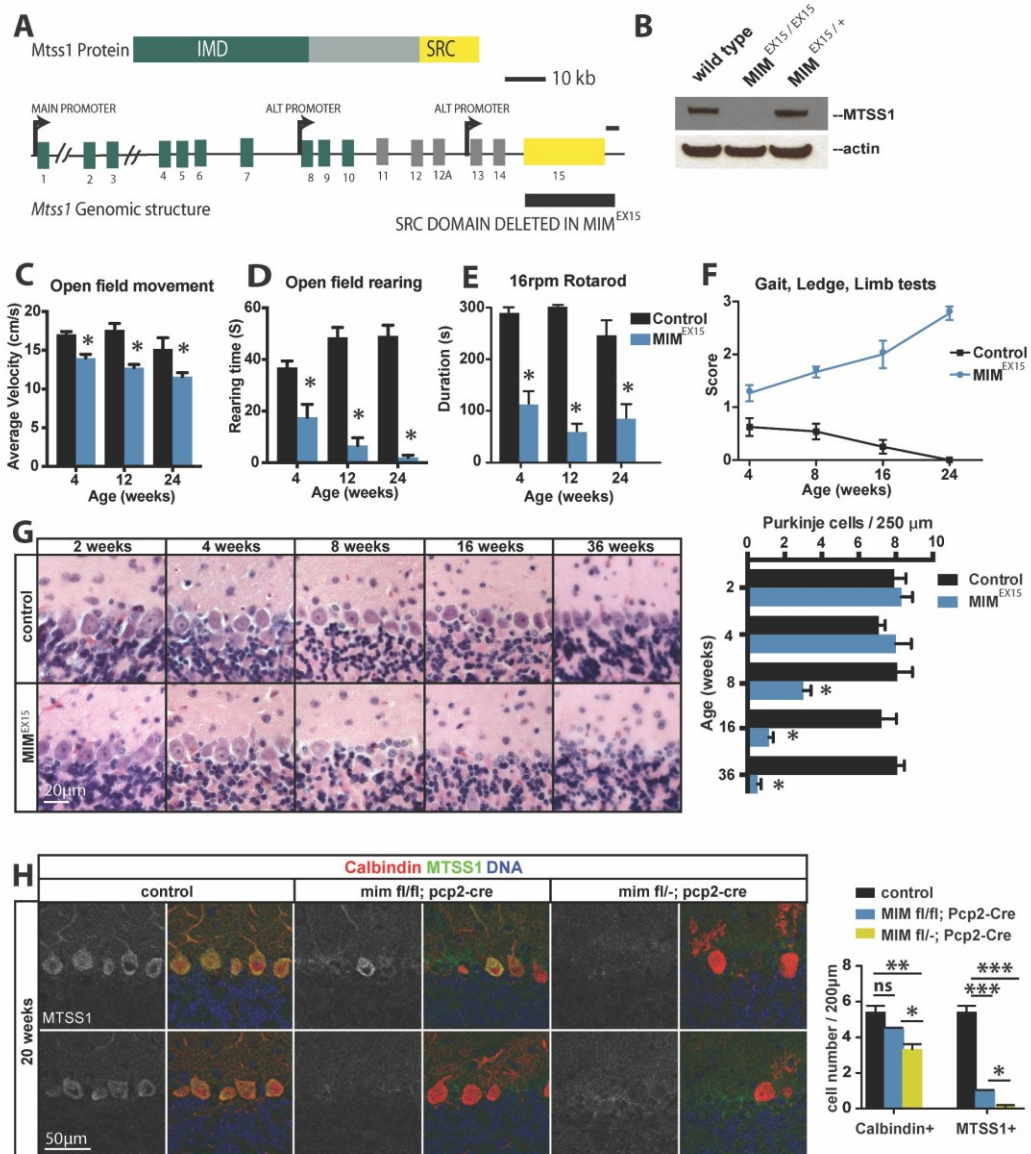 A
Mtss1 Protein
IMD
SRC
10 kb
MAIN PROMOTER
ALT PROMOTER
ALT PROMOTER
1 2 3 4 5 6 7 8 9 10 11 12 12A 13 14 15
Mtss1 Genomic structure
SRC DOMAIN DELETED IN MIM^EX15
B
wild type
MIM^EX15 / EX15
MIM^EX15 / +
--MTSS1
--actin
C
Open field movement
Average Velocity (cm/s)
20
15
10
5
0
* * *
4 12 24
Age (weeks)
D
Open field rearing
Rearing time (S)
60
40
20
0
* * *
4 12 24
Age (weeks)
E
16rpm Rotarod
Duration (s)
300
200
100
0
* * *
4 12 24
Age (weeks)
Control
MIM^EX15
F
Gait, Ledge, Limb tests
Score
3
2
1
0
4 8 16 24
Age (weeks)
Control
MIM^EX15
G
2 weeks 4 weeks 8 weeks 16 weeks 36 weeks
control
MIM^EX15
20μm
Purkinje cells / 250 μm
0 2 4 6 8 10
Age (weeks)
2
4
8 *
16 *
36 *
Control
MIM^EX15
H
Calbindin MTSS1 DNA
control mim fl/fl; pcp2-cre mim fl/-; pcp2-cre
20 weeks
MTSS1
50μm
control
MIM fl/fl; Pcp2-Cre
MIM fl/-; Pcp2-Cre
cell number / 200μm
8
6
4
2
0
**
ns
*
***
***
*
Calbindin+ MTSS1+